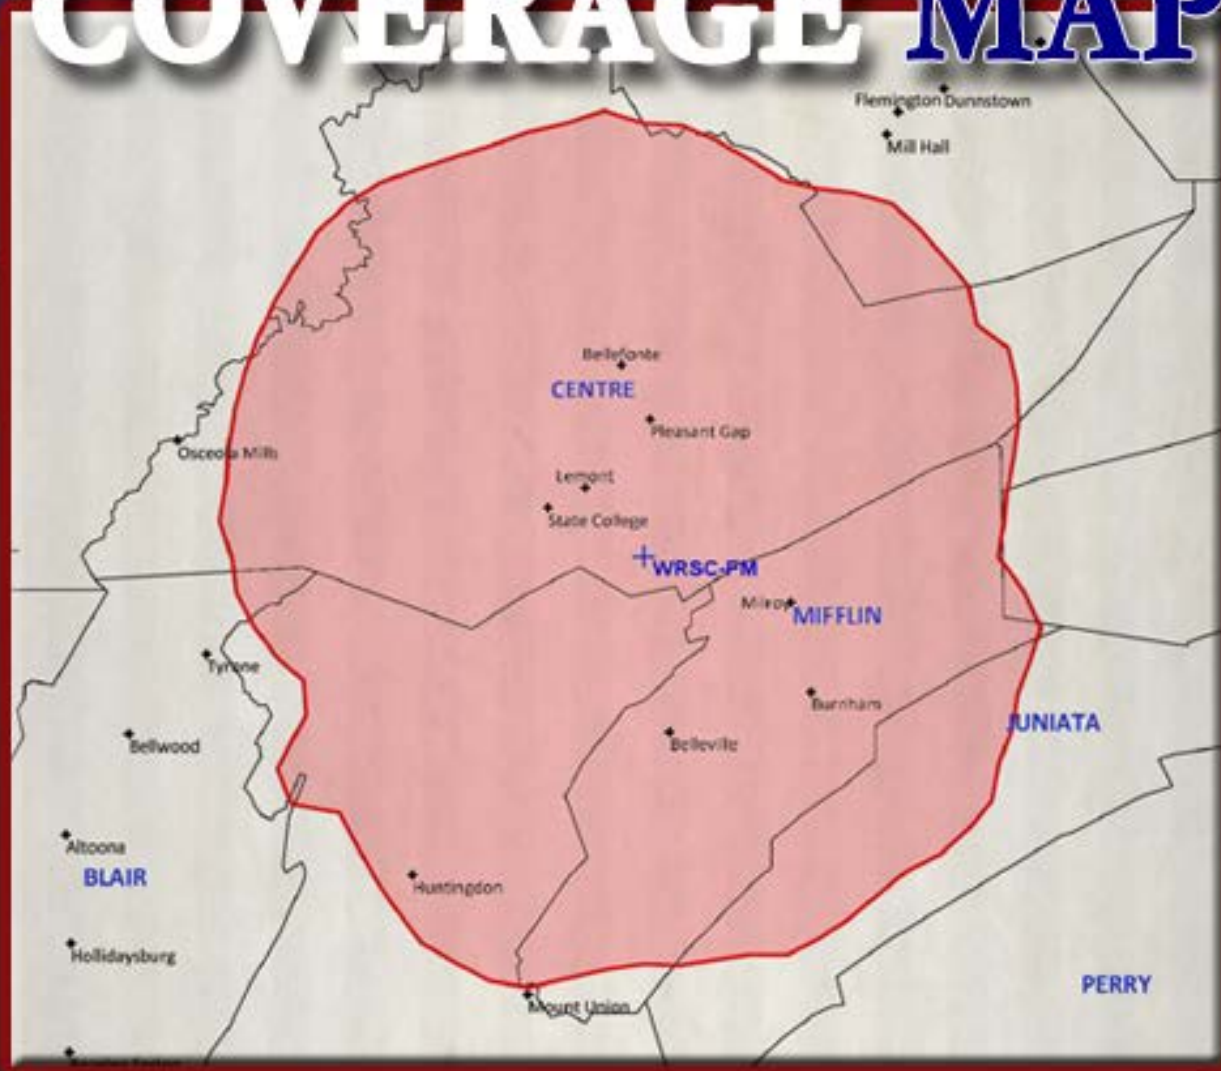 COVERAGE MAP
Flemington Dunnstown
Mill Hall
Bellefonte
CENTRE
Pleasant Gap
Osceola Mills
Lemont
State College
WRSC-FM
Milroy
MIFFLIN
Tyrone
Burnham
JUNIATA
Bellwood
Belleville
Altoona
BLAIR
Huntingdon
Hollidaysburg
PERRY
Mount Union